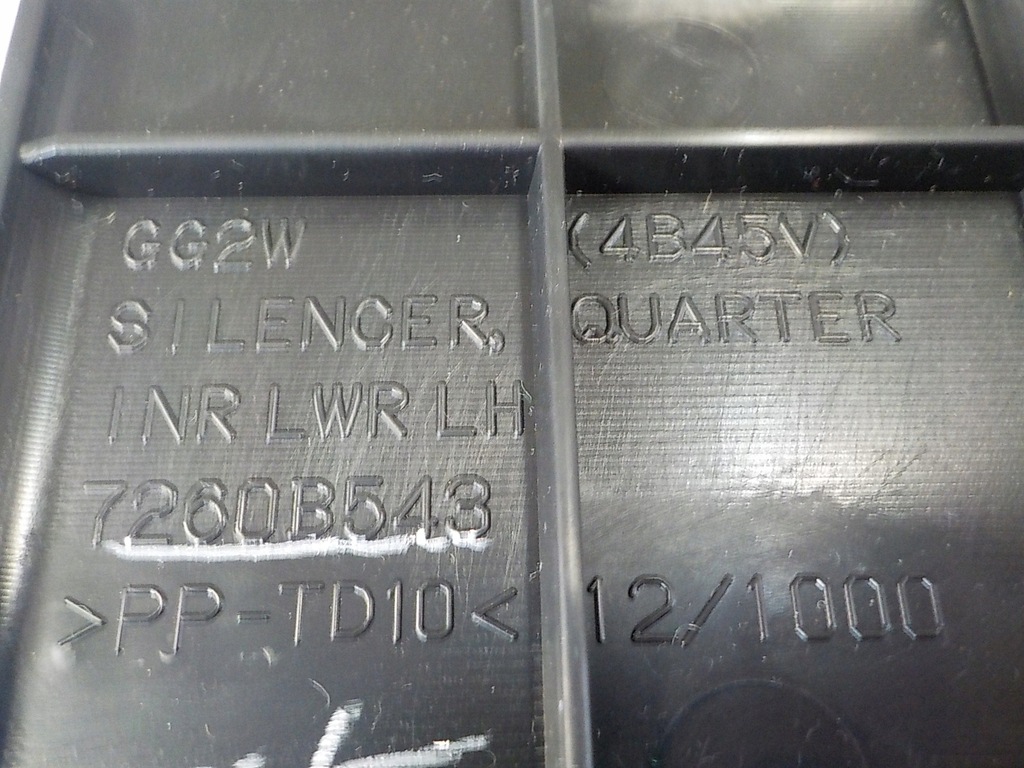 GG2W (4B45V)
SILENCER, QUARTER
INR LWR LH
7260B543
>PP-TD10< 12/1000